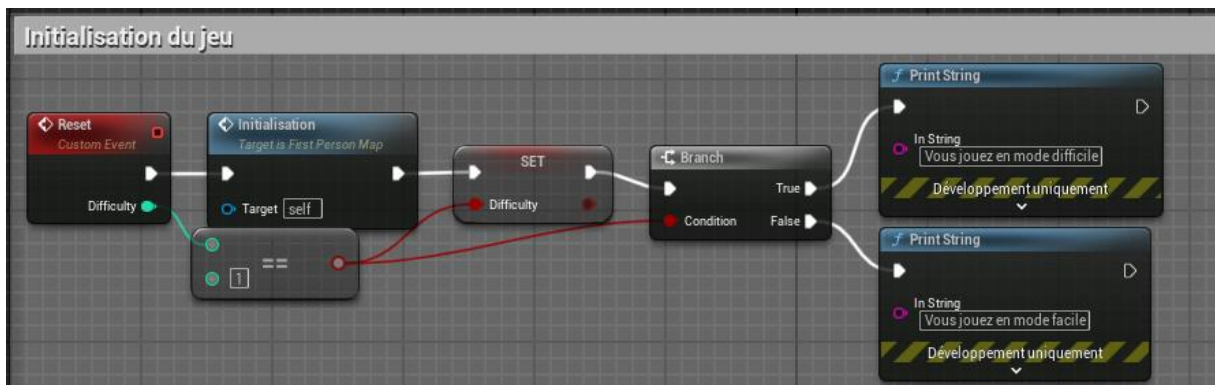 Initialisation du jeu
Reset
Custom Event
Difficulty
Initialisation
Target is First Person Map
Target self
==
1
SET
Difficulty
Branch
True
Condition False
f Print String
In String
Vous jouez en mode difficile
Développement uniquement
f Print String
In String
Vous jouez en mode facile
Développement uniquement